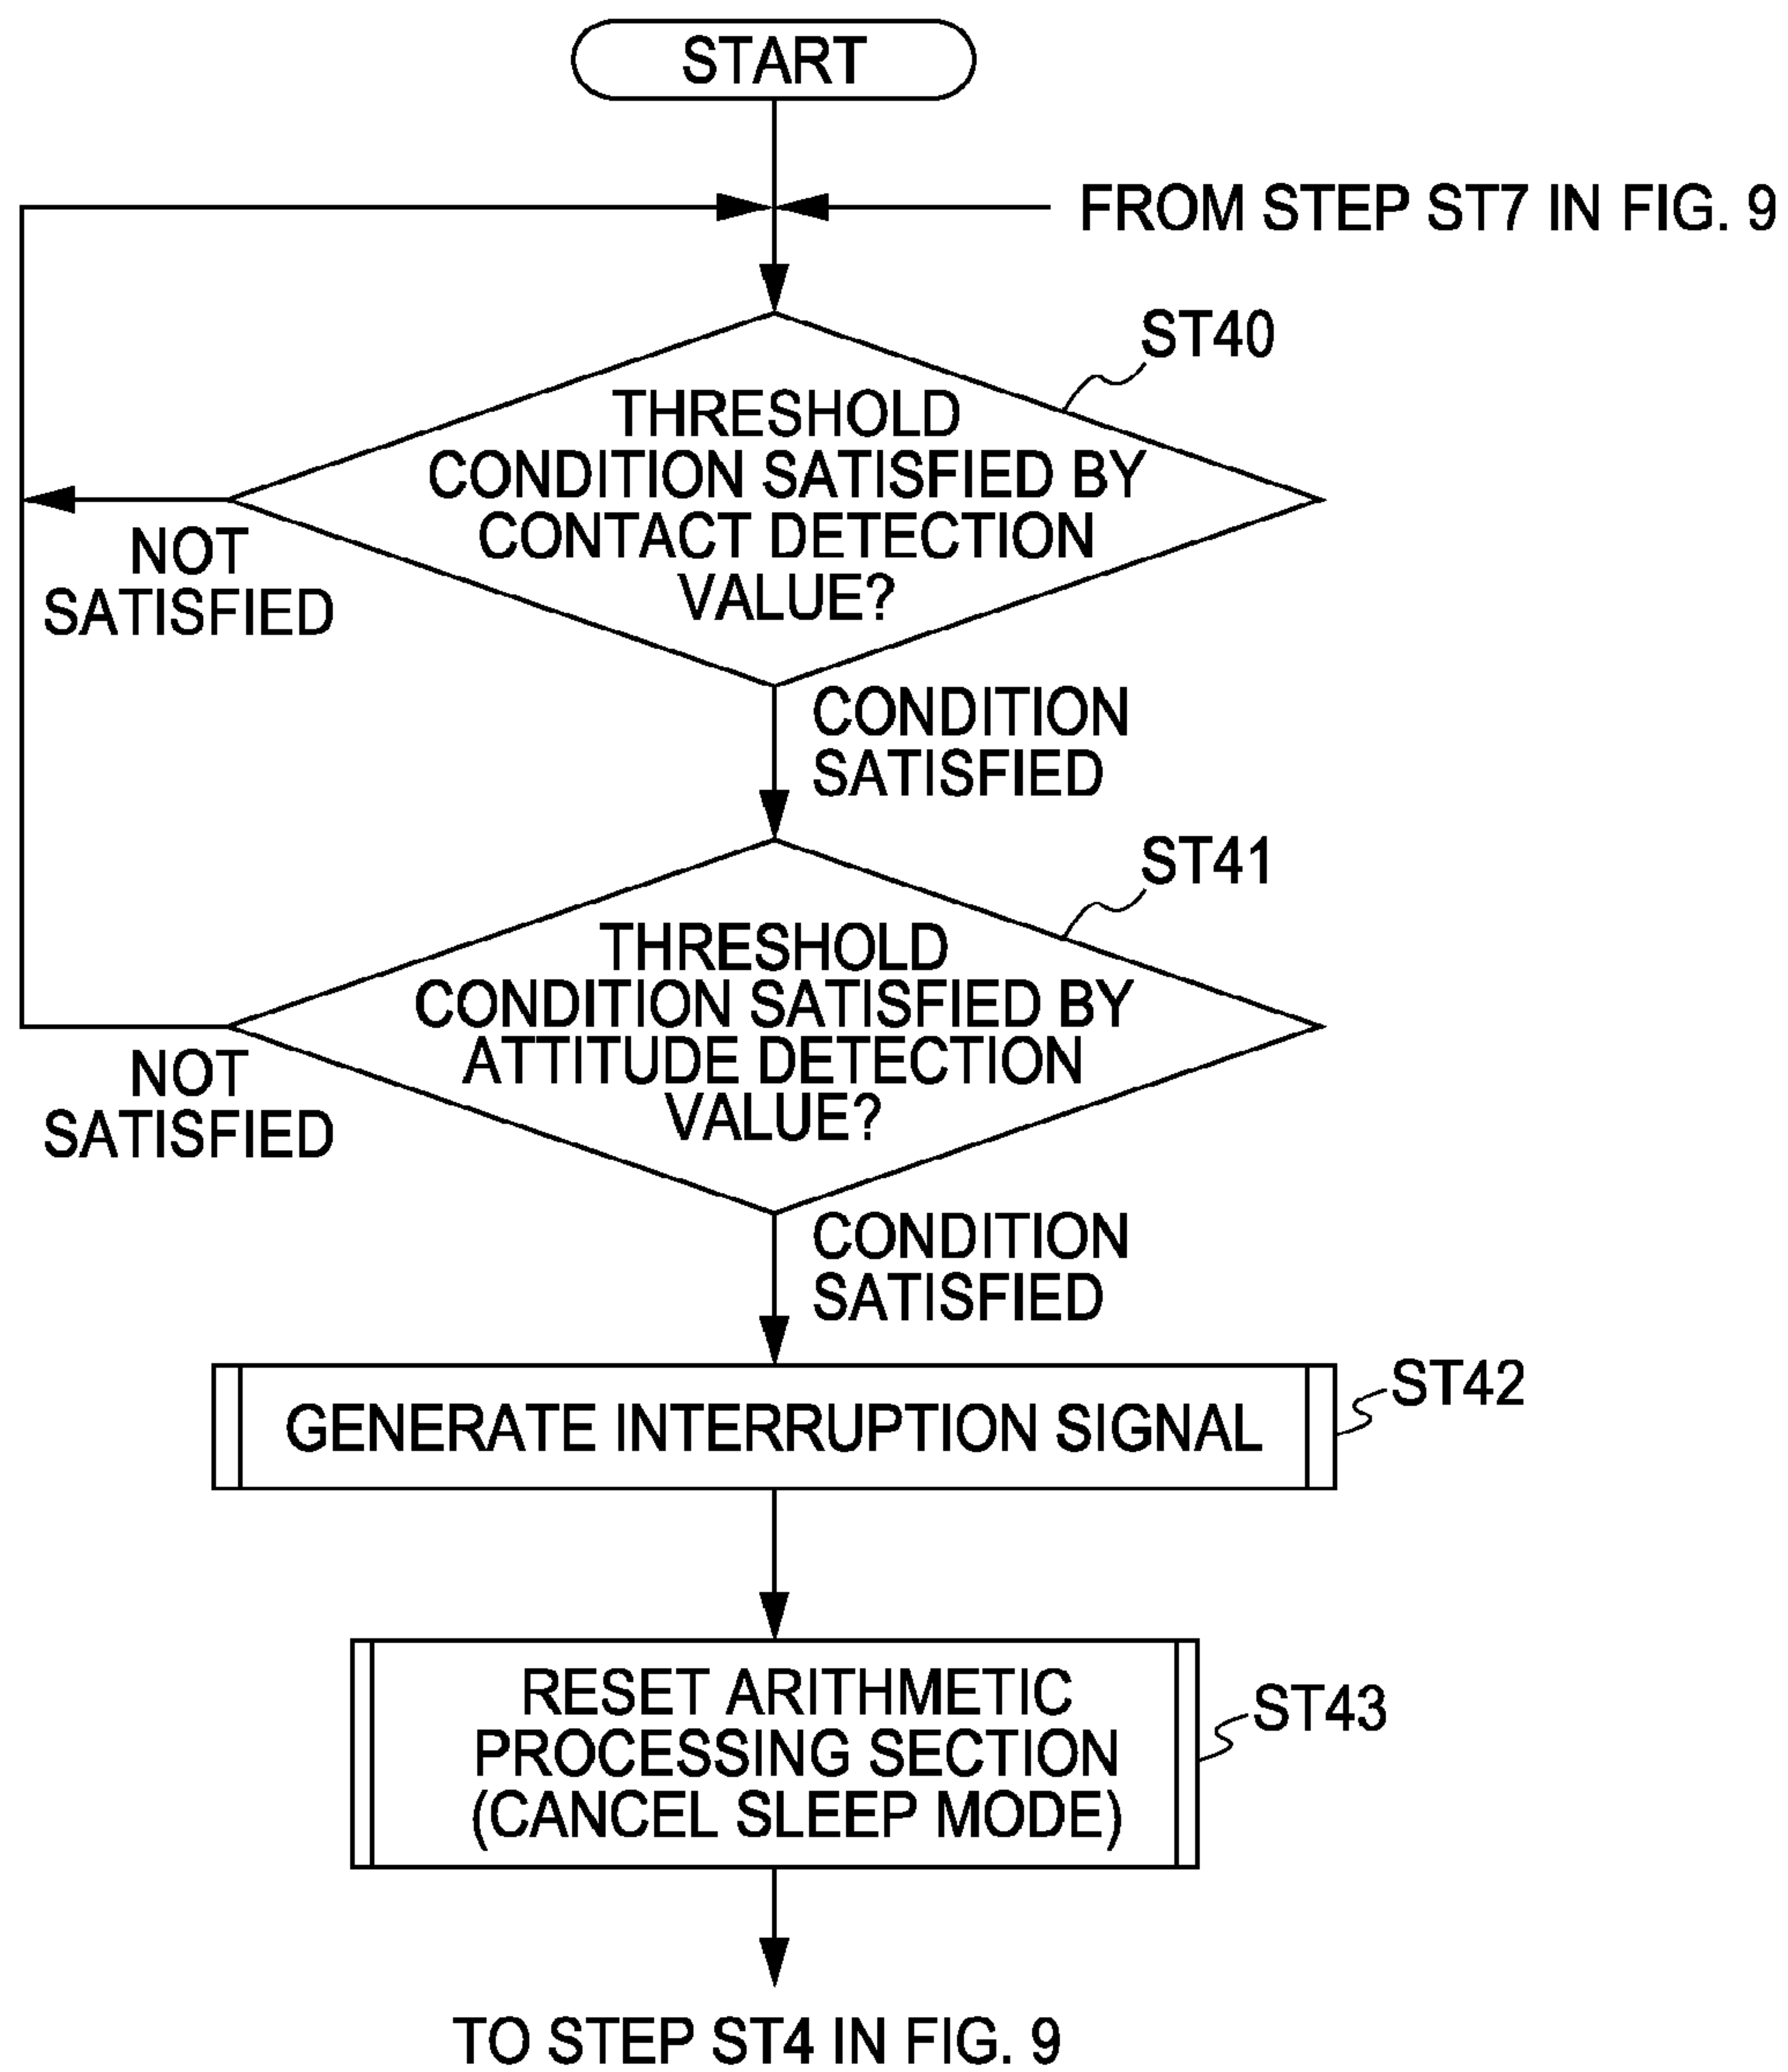 START
FROM STEP ST7 IN FIG. 9
ST40
THRESHOLD
CONDITION SATISFIED BY
CONTACT DETECTION
VALUE?
NOT
SATISFIED
CONDITION
SATISFIED
ST41
THRESHOLD
CONDITION SATISFIED BY
ATTITUDE DETECTION
VALUE?
NOT
SATISFIED
CONDITION
SATISFIED
ST42
GENERATE INTERRUPTION SIGNAL
RESET ARITHMETIC
PROCESSING SECTION
(CANCEL SLEEP MODE)
ST43
TO STEP ST4 IN FIG. 9